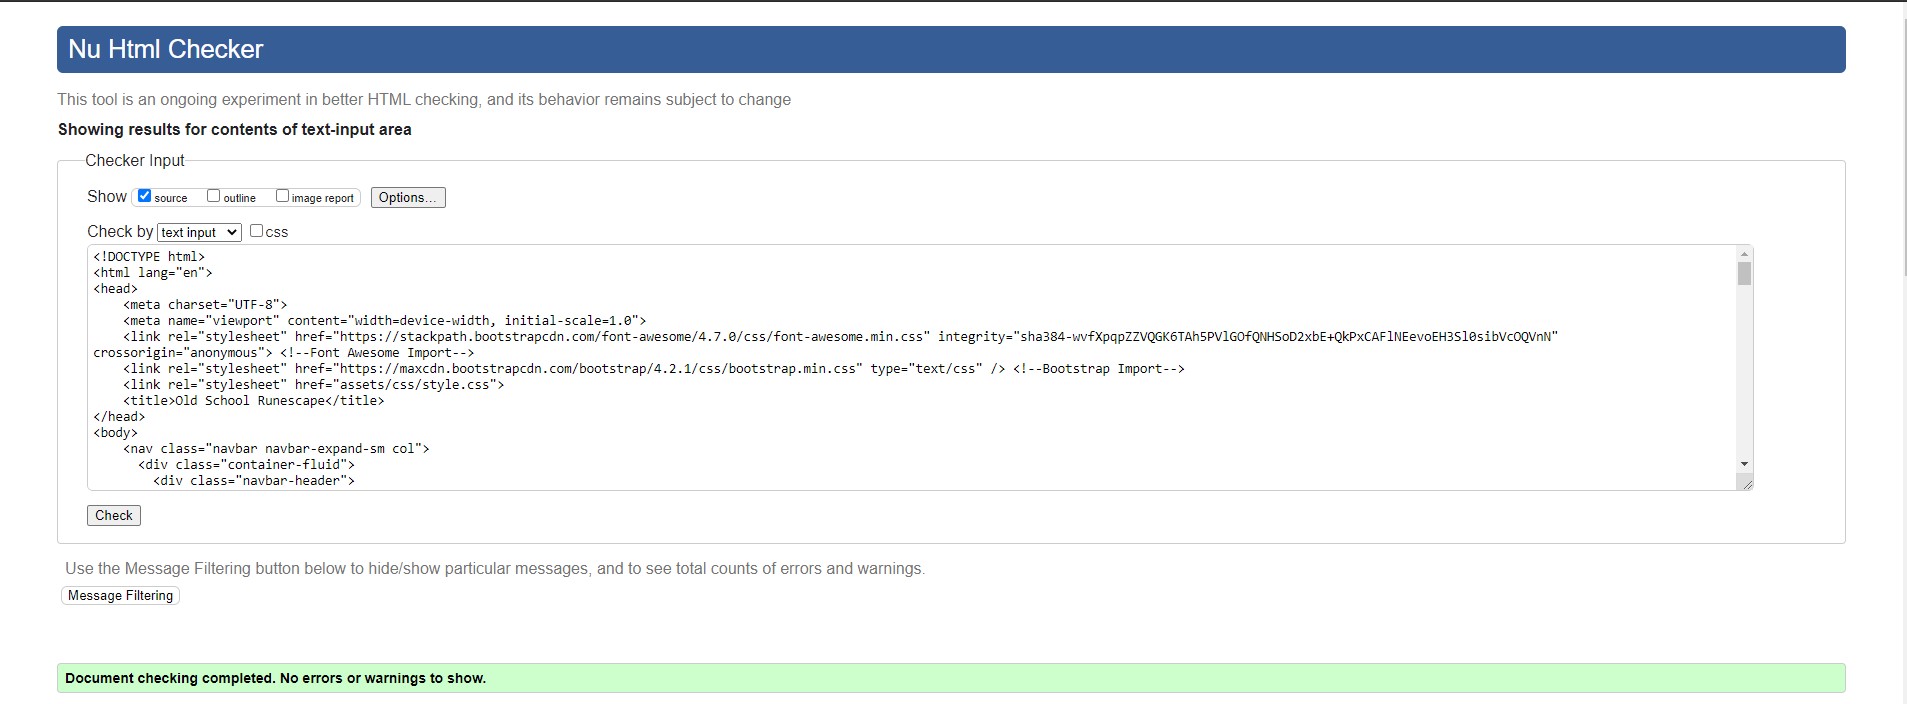 Nu Html Checker
This tool is an ongoing experiment in better HTML checking, and its behavior remains subject to change
Showing results for contents of text-input area
Checker Input
Show source outline image report Options...
Check by text input css
<!DOCTYPE html>
<html lang="en">
<head>
<meta charset="UTF-8">
<meta name="viewport" content="width=device-width, initial-scale=1.0">
<link rel="stylesheet" href="https://stackpath.bootstrapcdn.com/font-awesome/4.7.0/css/font-awesome.min.css" integrity="sha384-wvfXpqpZZVQGK6TAh5PVlGOfQNHSoD2xbE+QkPxCAFlNEevoEH3Sl0sibVcOQVnN"
crossorigin="anonymous"> <!--Font Awesome Import-->
<link rel="stylesheet" href="https://maxcdn.bootstrapcdn.com/bootstrap/4.2.1/css/bootstrap.min.css" type="text/css" /> <!--Bootstrap Import-->
<link rel="stylesheet" href="assets/css/style.css">
<title>Old School Runescape</title>
</head>
<body>
<nav class="navbar navbar-expand-sm col">
<div class="container-fluid">
<div class="navbar-header">
Check
Use the Message Filtering button below to hide/show particular messages, and to see total counts of errors and warnings.
Message Filtering
Document checking completed. No errors or warnings to show.